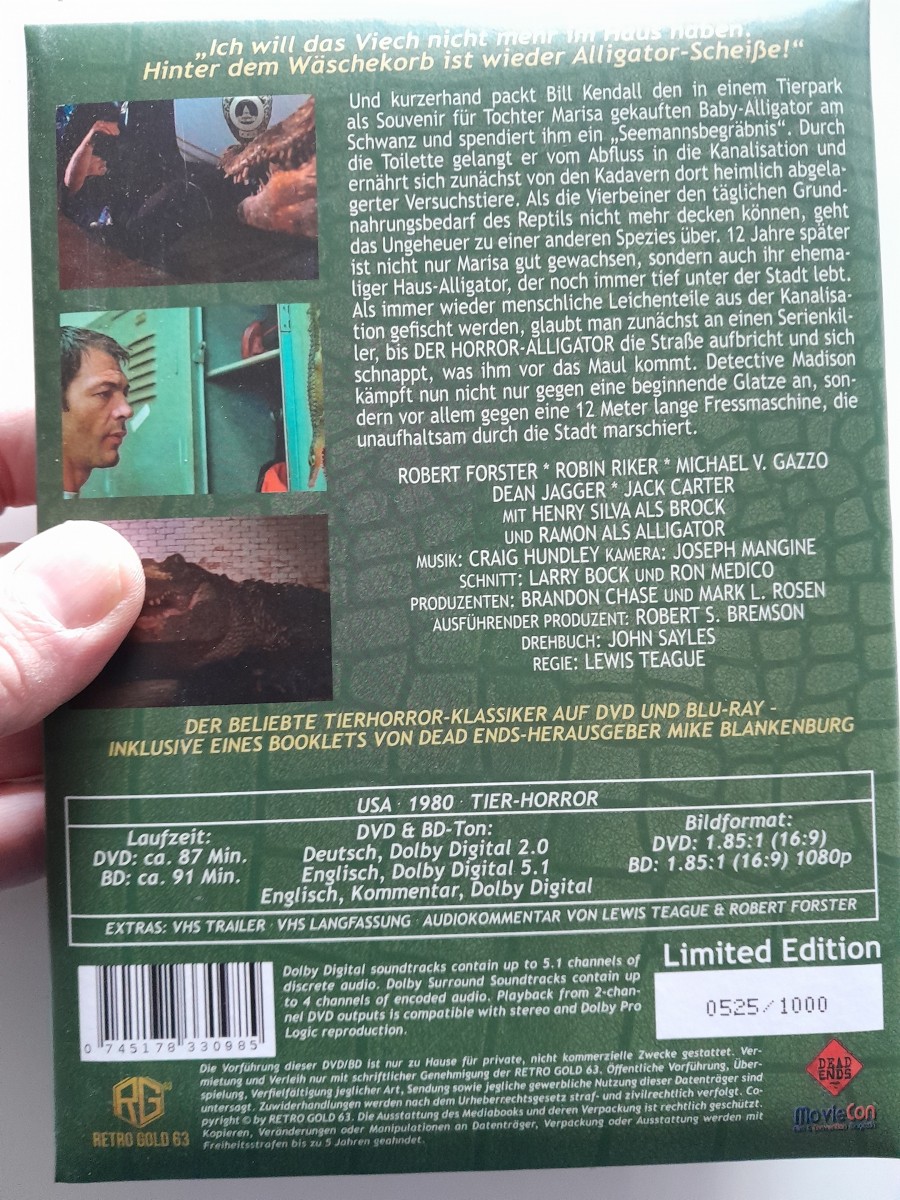 „Ich will das Viech nicht mehr im Haus haben.
Hinter dem Wäschekorb ist wieder Alligator-Scheiße!“
Und kurzerhand packt Bill Kendall den in einem Tierpark
als Souvenir für Tochter Marisa gekauften Baby-Alligator am
Schwanz und spendiert ihm ein „Seemannsbegräbnis“. Durch
die Toilette gelangt er vom Abfluss in die Kanalisation und
ernährt sich zunächst von den Kadavern dort heimlich abgela-
gerter Versuchstiere. Als die Vierbeiner den täglichen Grund-
nahrungsbedarf des Reptils nicht mehr decken können, geht
das Ungeheuer zu einer anderen Spezies über. 12 Jahre später
ist nicht nur Marisa gut gewachsen, sondern auch ihr ehema-
liger Haus-Alligator, der noch immer tief unter der Stadt lebt.
Als immer wieder menschliche Leichenteile aus der Kanalisa-
tion gefischt werden, glaubt man zunächst an einen Serienkil-
ler, bis DER HORROR-ALLIGATOR die Straße aufbricht und sich
schnappt, was ihm vor das Maul kommt. Detective Madison
kämpft nun nicht nur gegen eine beginnende Glatze an, son-
dern vor allem gegen eine 12 Meter lange Fressmaschine, die
unaufhaltsam durch die Stadt marschiert.
ROBERT FORSTER * ROBIN RIKER * MICHAEL V. GAZZO
DEAN JAGGER * JACK CARTER
MIT HENRY SILVA ALS BROCK
UND RAMON ALS ALLIGATOR
MUSIK: CRAIG HUNDLEY KAMERA: JOSEPH MANGINE
SCHNITT: LARRY BOCK UND RON MEDICO
PRODUZENTEN: BRANDON CHASE UND MARK L. ROSEN
AUSFÜHRENDER PRODUZENT: ROBERT S. BREMSON
DREHBUCH: JOHN SAYLES
REGIE: LEWIS TEAGUE
DER BELIEBTE TIERHORROR-KLASSIKER AUF DVD UND BLU-RAY -
INKLUSIVE EINES BOOKLETS VON DEAD ENDS-HERAUSGEBER MIKE BLANKENBURG
USA · 1980 · TIER-HORROR
Laufzeit:
DVD: ca. 87 Min.
BD: ca. 91 Min.
DVD & BD-Ton:
Deutsch, Dolby Digital 2.0
Englisch, Dolby Digital 5.1
Englisch, Kommentar, Dolby Digital
Bildformat:
DVD: 1.85:1 (16:9)
BD: 1.85:1 (16:9) 1080p
EXTRAS: VHS TRAILER · VHS LANGFASSUNG · AUDIOKOMMENTAR VON LEWIS TEAGUE & ROBERT FORSTER
0 745178 330985
Dolby Digital soundtracks contain up to 5.1 channels of
discrete audio. Dolby Surround Soundtracks contain up
to 4 channels of encoded audio. Playback from 2-chan-
nel DVD outputs is compatible with stereo and Dolby Pro
Logic reproduction.
Limited Edition
0525/1000
Die Vorführung dieser DVD/BD ist nur zu Hause für private, nicht kommerzielle Zwecke gestattet. Ver-
mietung und Verleih nur mit schriftlicher Genehmigung der RETRO GOLD 63. Öffentliche Vorführung, Über-
spielung, Verfielfältigung jeglicher Art, Sendung sowie jegliche gewerbliche Nutzung dieser Datenträger sind
untersagt. Zuwiderhandlungen werden nach dem Urheberrechtsgesetz straf- und zivilrechtlich verfolgt. Co-
pyright © by RETRO GOLD 63. Die Ausstattung des Mediabooks und deren Verpackung ist rechtlich geschützt.
Kopieren, Veränderungen oder Manipulationen an Datenträger, Verpackung oder Ausstattung werden mit
Freiheitsstrafen bis zu 5 Jahren geahndet.
RG 63
RETRO GOLD 63
DEAD
ENDS
MovieCon